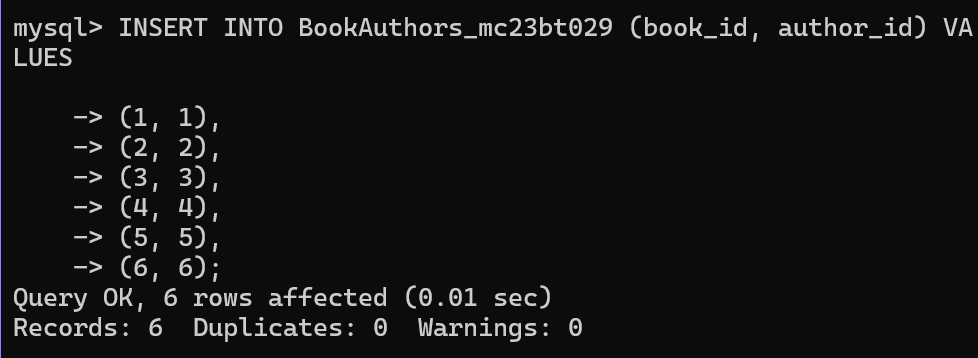 mysql> INSERT INTO BookAuthors_mc23bt029 (book_id, author_id) VA
LUES
    -> (1, 1),
    -> (2, 2),
    -> (3, 3),
    -> (4, 4),
    -> (5, 5),
    -> (6, 6);
Query OK, 6 rows affected (0.01 sec)
Records: 6  Duplicates: 0  Warnings: 0